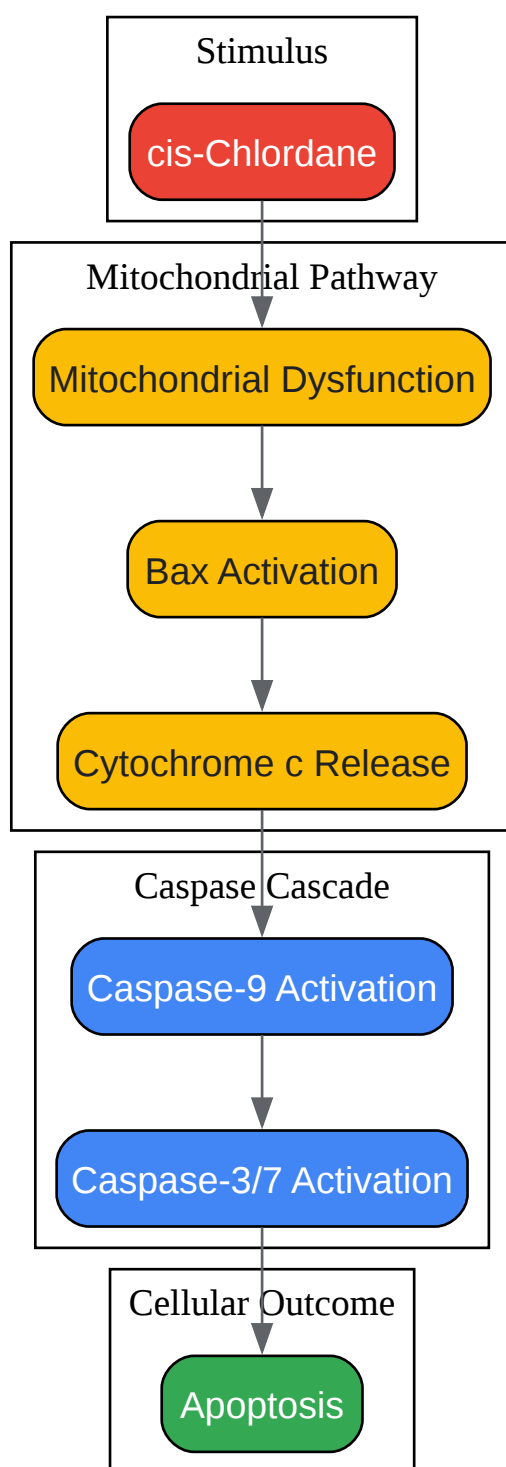 Stimulus
cis-Chlordane
Mitochondrial Pathway
Mitochondrial Dysfunction
Bax Activation
Cytochrome c Release
Caspase Cascade
Caspase-9 Activation
Caspase-3/7 Activation
Cellular Outcome
Apoptosis